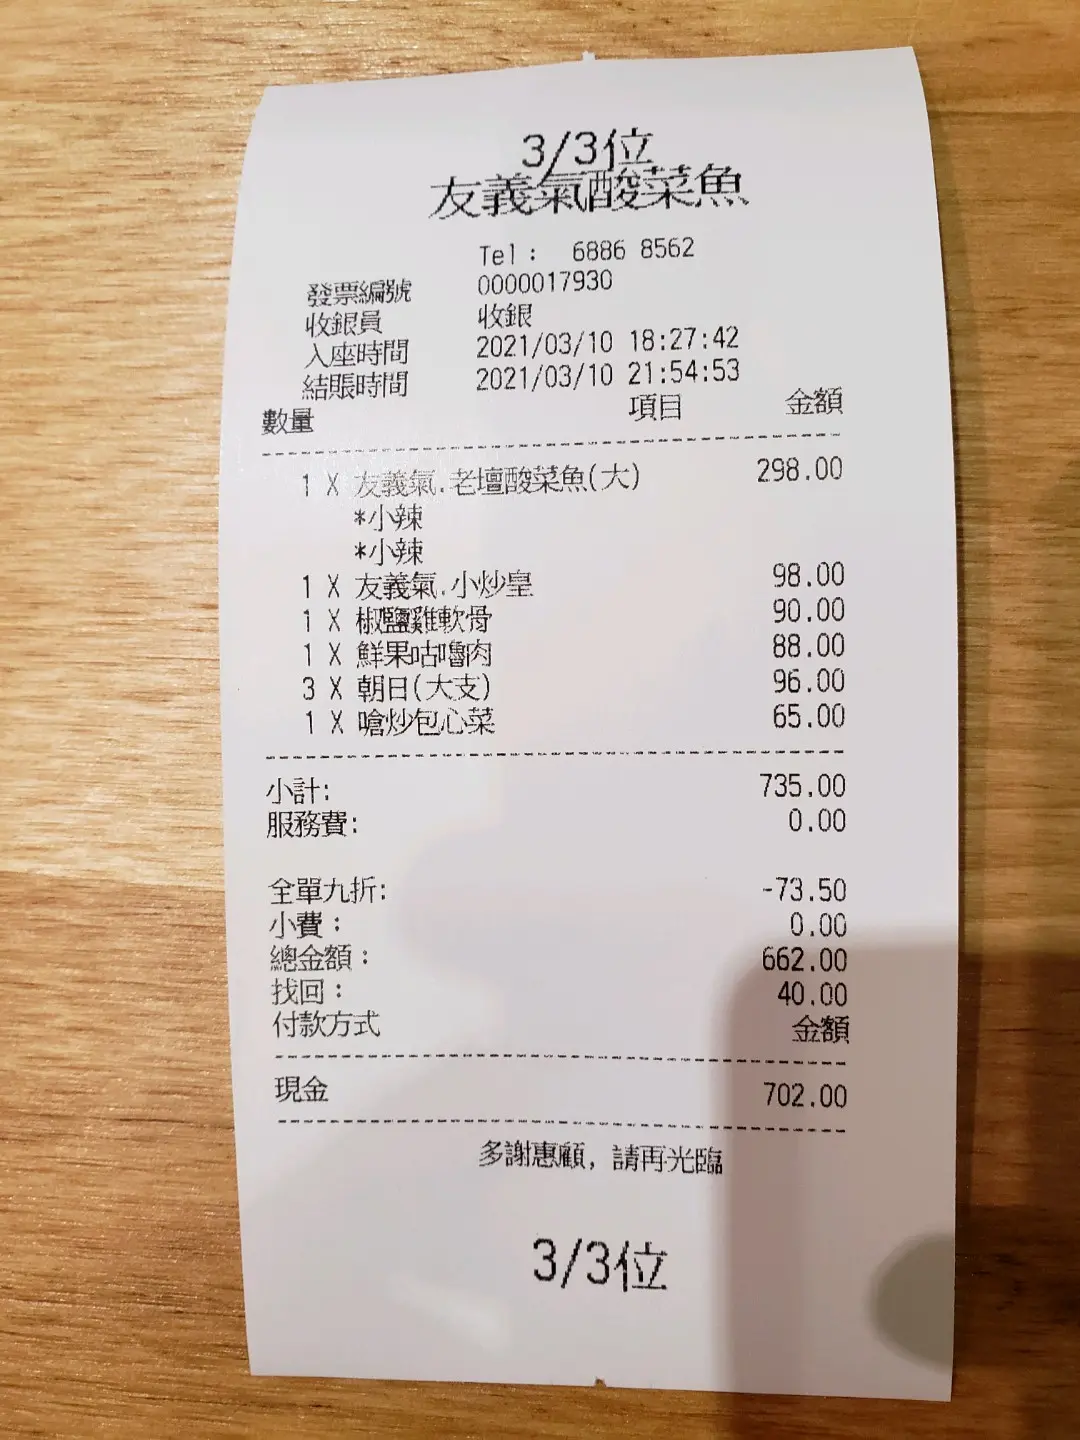 3/3位
友義氣酸菜魚
Tel： 6886 8562
發票編號 0000017930
收銀員 收銀
入座時間 2021/03/10 18:27:42
結賬時間 2021/03/10 21:54:53
數量 項目 金額
1 X 友義氣.老壇酸菜魚(大) 298.00
*小辣
*小辣
1 X 友義氣.小炒皇 98.00
1 X 椒鹽雞軟骨 90.00
1 X 鮮果咕嚕肉 88.00
3 X 朝日(大支) 96.00
1 X 嗆炒包心菜 65.00
小計: 735.00
服務費: 0.00
全單九折: -73.50
小費： 0.00
總金額： 662.00
找回： 40.00
付款方式 金額
現金 702.00
多謝惠顧，請再光臨
3/3位